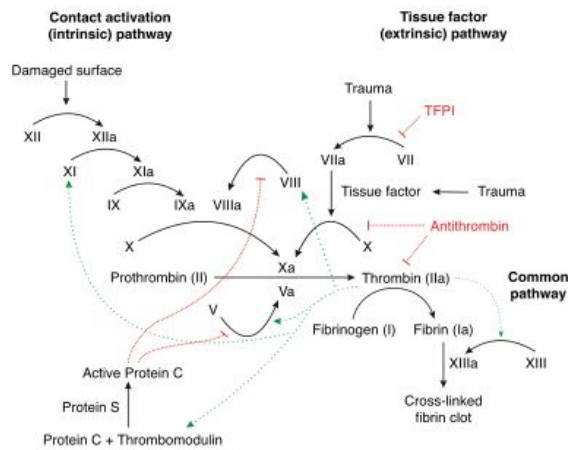 Contact activation
(intrinsic) pathway
Tissue factor
(extrinsic) pathway
Damaged surface
Trauma
TFPI
XII
XIIa
XI
XIa
VIII
VIIa
VII
IX
IXa
VIIIa
Tissue factor
Trauma
X
X
Antithrombin
Xa
Prothrombin (II)
Thrombin (IIa)
Common
pathway
Va
V
Fibrinogen (I)
Fibrin (Ia)
XIIIa
XIII
Active Protein C
Cross-linked
fibrin clot
Protein S
Protein C + Thrombomodulin